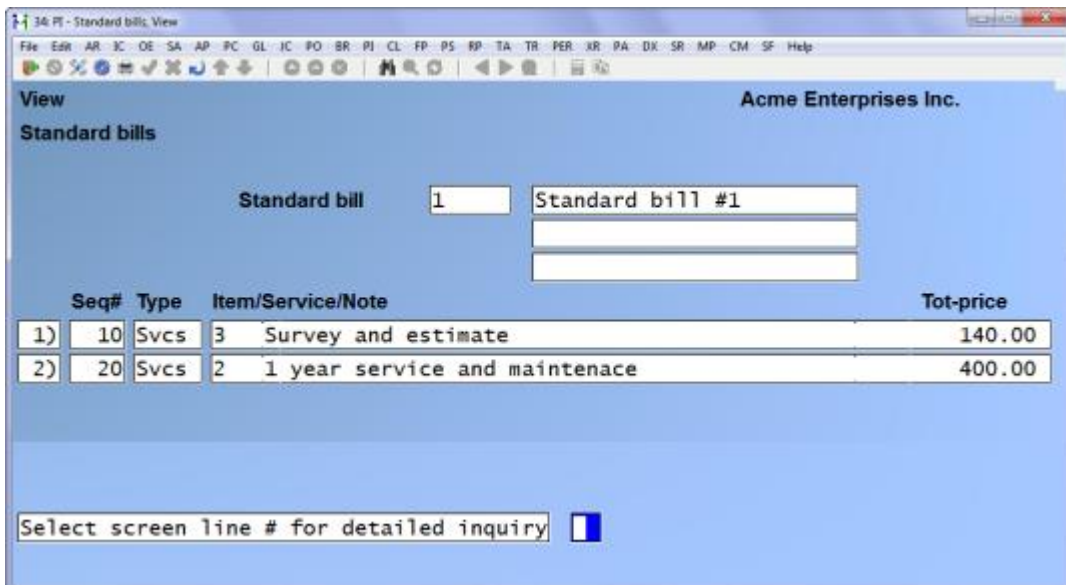 34: PI - Standard bills, View
File Edit AR IC OE SA AP PC GL JC PO BR PJ CL FP PS RP TA TR PER XR PA DX SR MP CM SF Help
View Acme Enterprises Inc.
Standard bills
Standard bill 1 Standard bill #1
Seq# Type Item/Service/Note Tot-price
1) 10 Svcs 3 Survey and estimate 140.00
2) 20 Svcs 2 1 year service and maintenace 400.00
Select screen line # for detailed inquiry